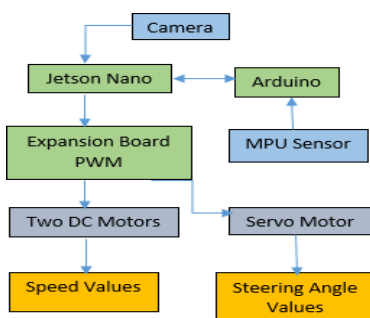 Camera
Jetson Nano
Arduino
Expansion Board
PWM
MPU Sensor
Two DC Motors
Servo Motor
Speed Values
Steering Angle
Values